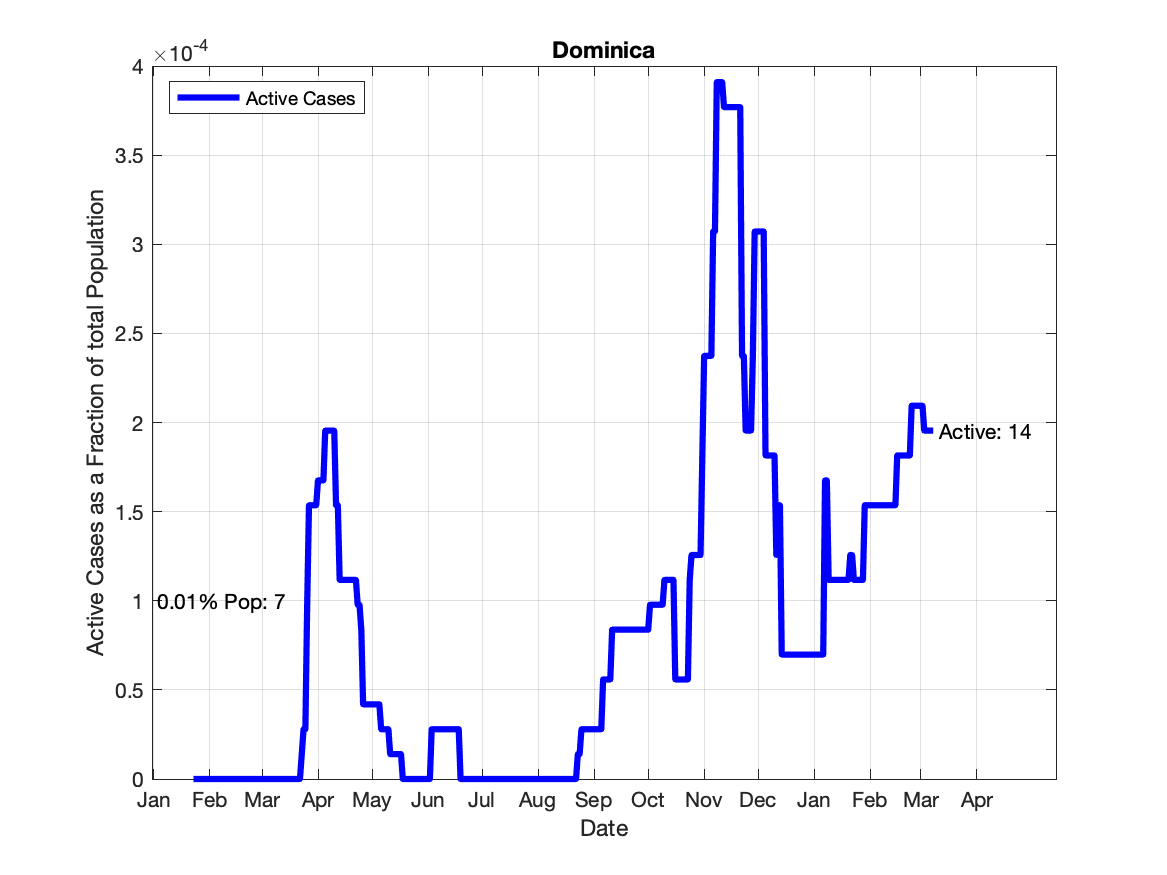 Dominica
×10-4
Active Cases
4
3.5
3
2.5
2
1.5
1
0.5
0
Active Cases as a Fraction of total Population
0.01% Pop: 7
Active: 14
Jan Feb Mar Apr May Jun Jul Aug Sep Oct Nov Dec Jan Feb Mar Apr
Date